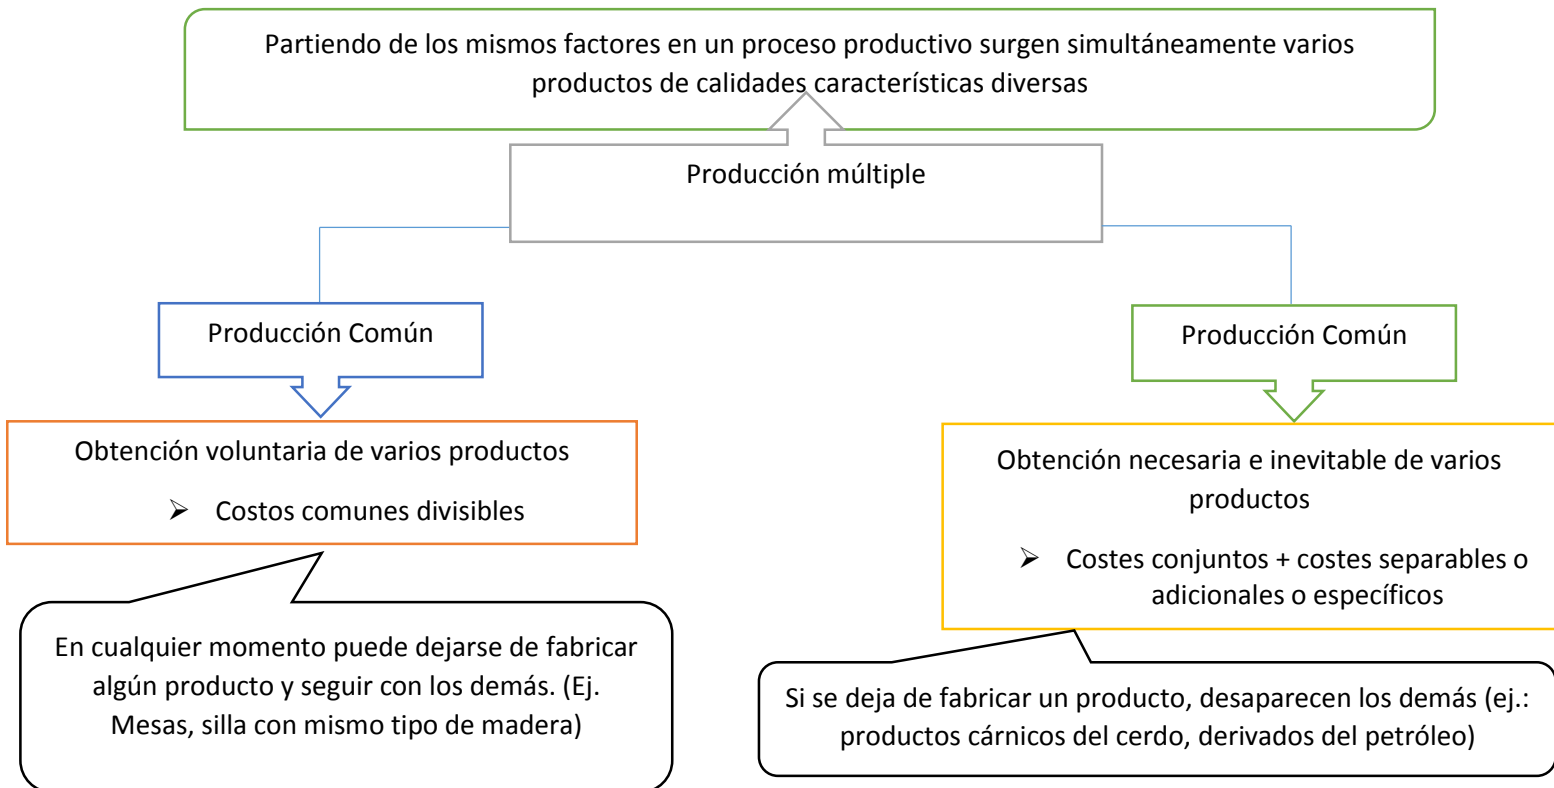 Partiendo de los mismos factores en un proceso productivo surgen simultáneamente varios
productos de calidades características diversas
Producción múltiple
Producción Común
Obtención voluntaria de varios productos
➢ Costos comunes divisibles
En cualquier momento puede dejarse de fabricar
algún producto y seguir con los demás. (Ej.
Mesas, silla con mismo tipo de madera)
Producción Común
Obtención necesaria e inevitable de varios
productos
➢ Costes conjuntos + costes separables o
adicionales o específicos
Si se deja de fabricar un producto, desaparecen los demás (ej.:
productos cárnicos del cerdo, derivados del petróleo)